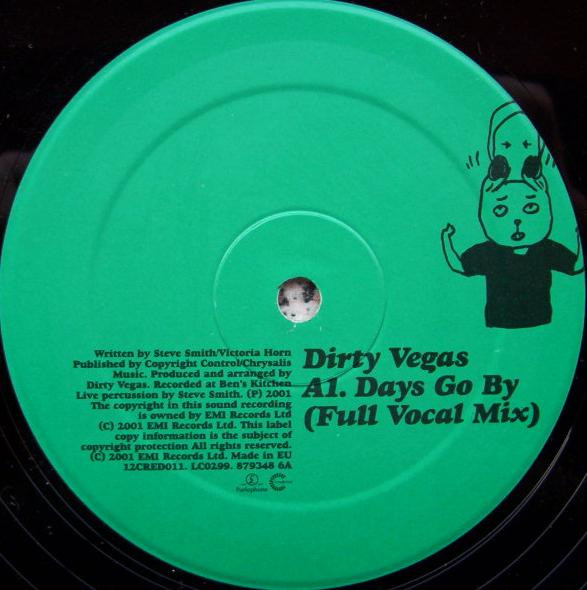 Written by Steve Smith/Victoria Horn
Published by Copyright Control/Chrysalis
Music. Produced and arranged by
Dirty Vegas. Recorded at Ben's Kitchen
Live percussion by Steve Smith. (P) 2001
The copyright in this sound recording
is owned by EMI Records Ltd
(C) 2001 EMI Records Ltd. This label
copy information is the subject of
copyright protection All rights reserved.
(C) 2001 EMI Records Ltd. Made in EU
12CRED011. LC0299. 879348 6A
Parlophone
Dirty Vegas
A1. Days Go By
(Full Vocal Mix)